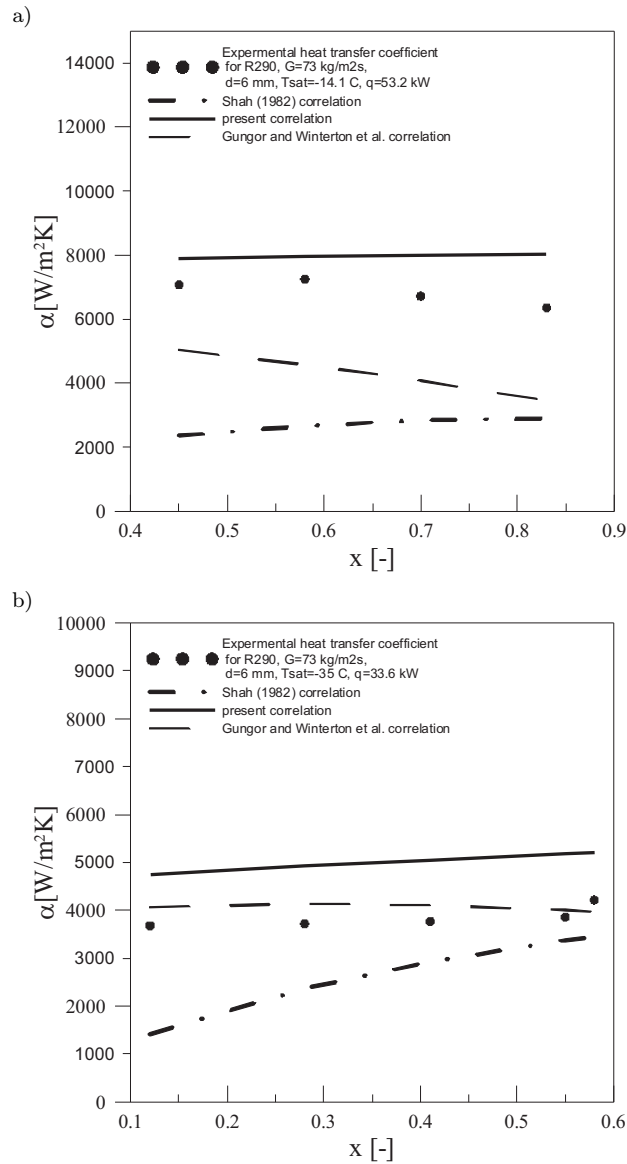 a)
14000
12000
10000
8000
6000
4000
2000
0
α[W/m²K]
Expermental heat transfer coefficient
for R290, G=73 kg/m2s,
d=6 mm, Tsat=-14.1 C, q=53.2 kW
Shah (1982) correlation
present correlation
Gungor and Winterton et al. correlation
0.4 0.5 0.6 0.7 0.8 0.9
x [-]
b)
10000
9000
8000
7000
6000
5000
4000
3000
2000
1000
0
α[W/m²K]
Expermental heat transfer coefficient
for R290, G=73 kg/m2s,
d=6 mm, Tsat=-35 C, q=33.6 kW
Shah (1982) correlation
present correlation
Gungor and Winterton et al. correlation
0.1 0.2 0.3 0.4 0.5 0.6
x [-]